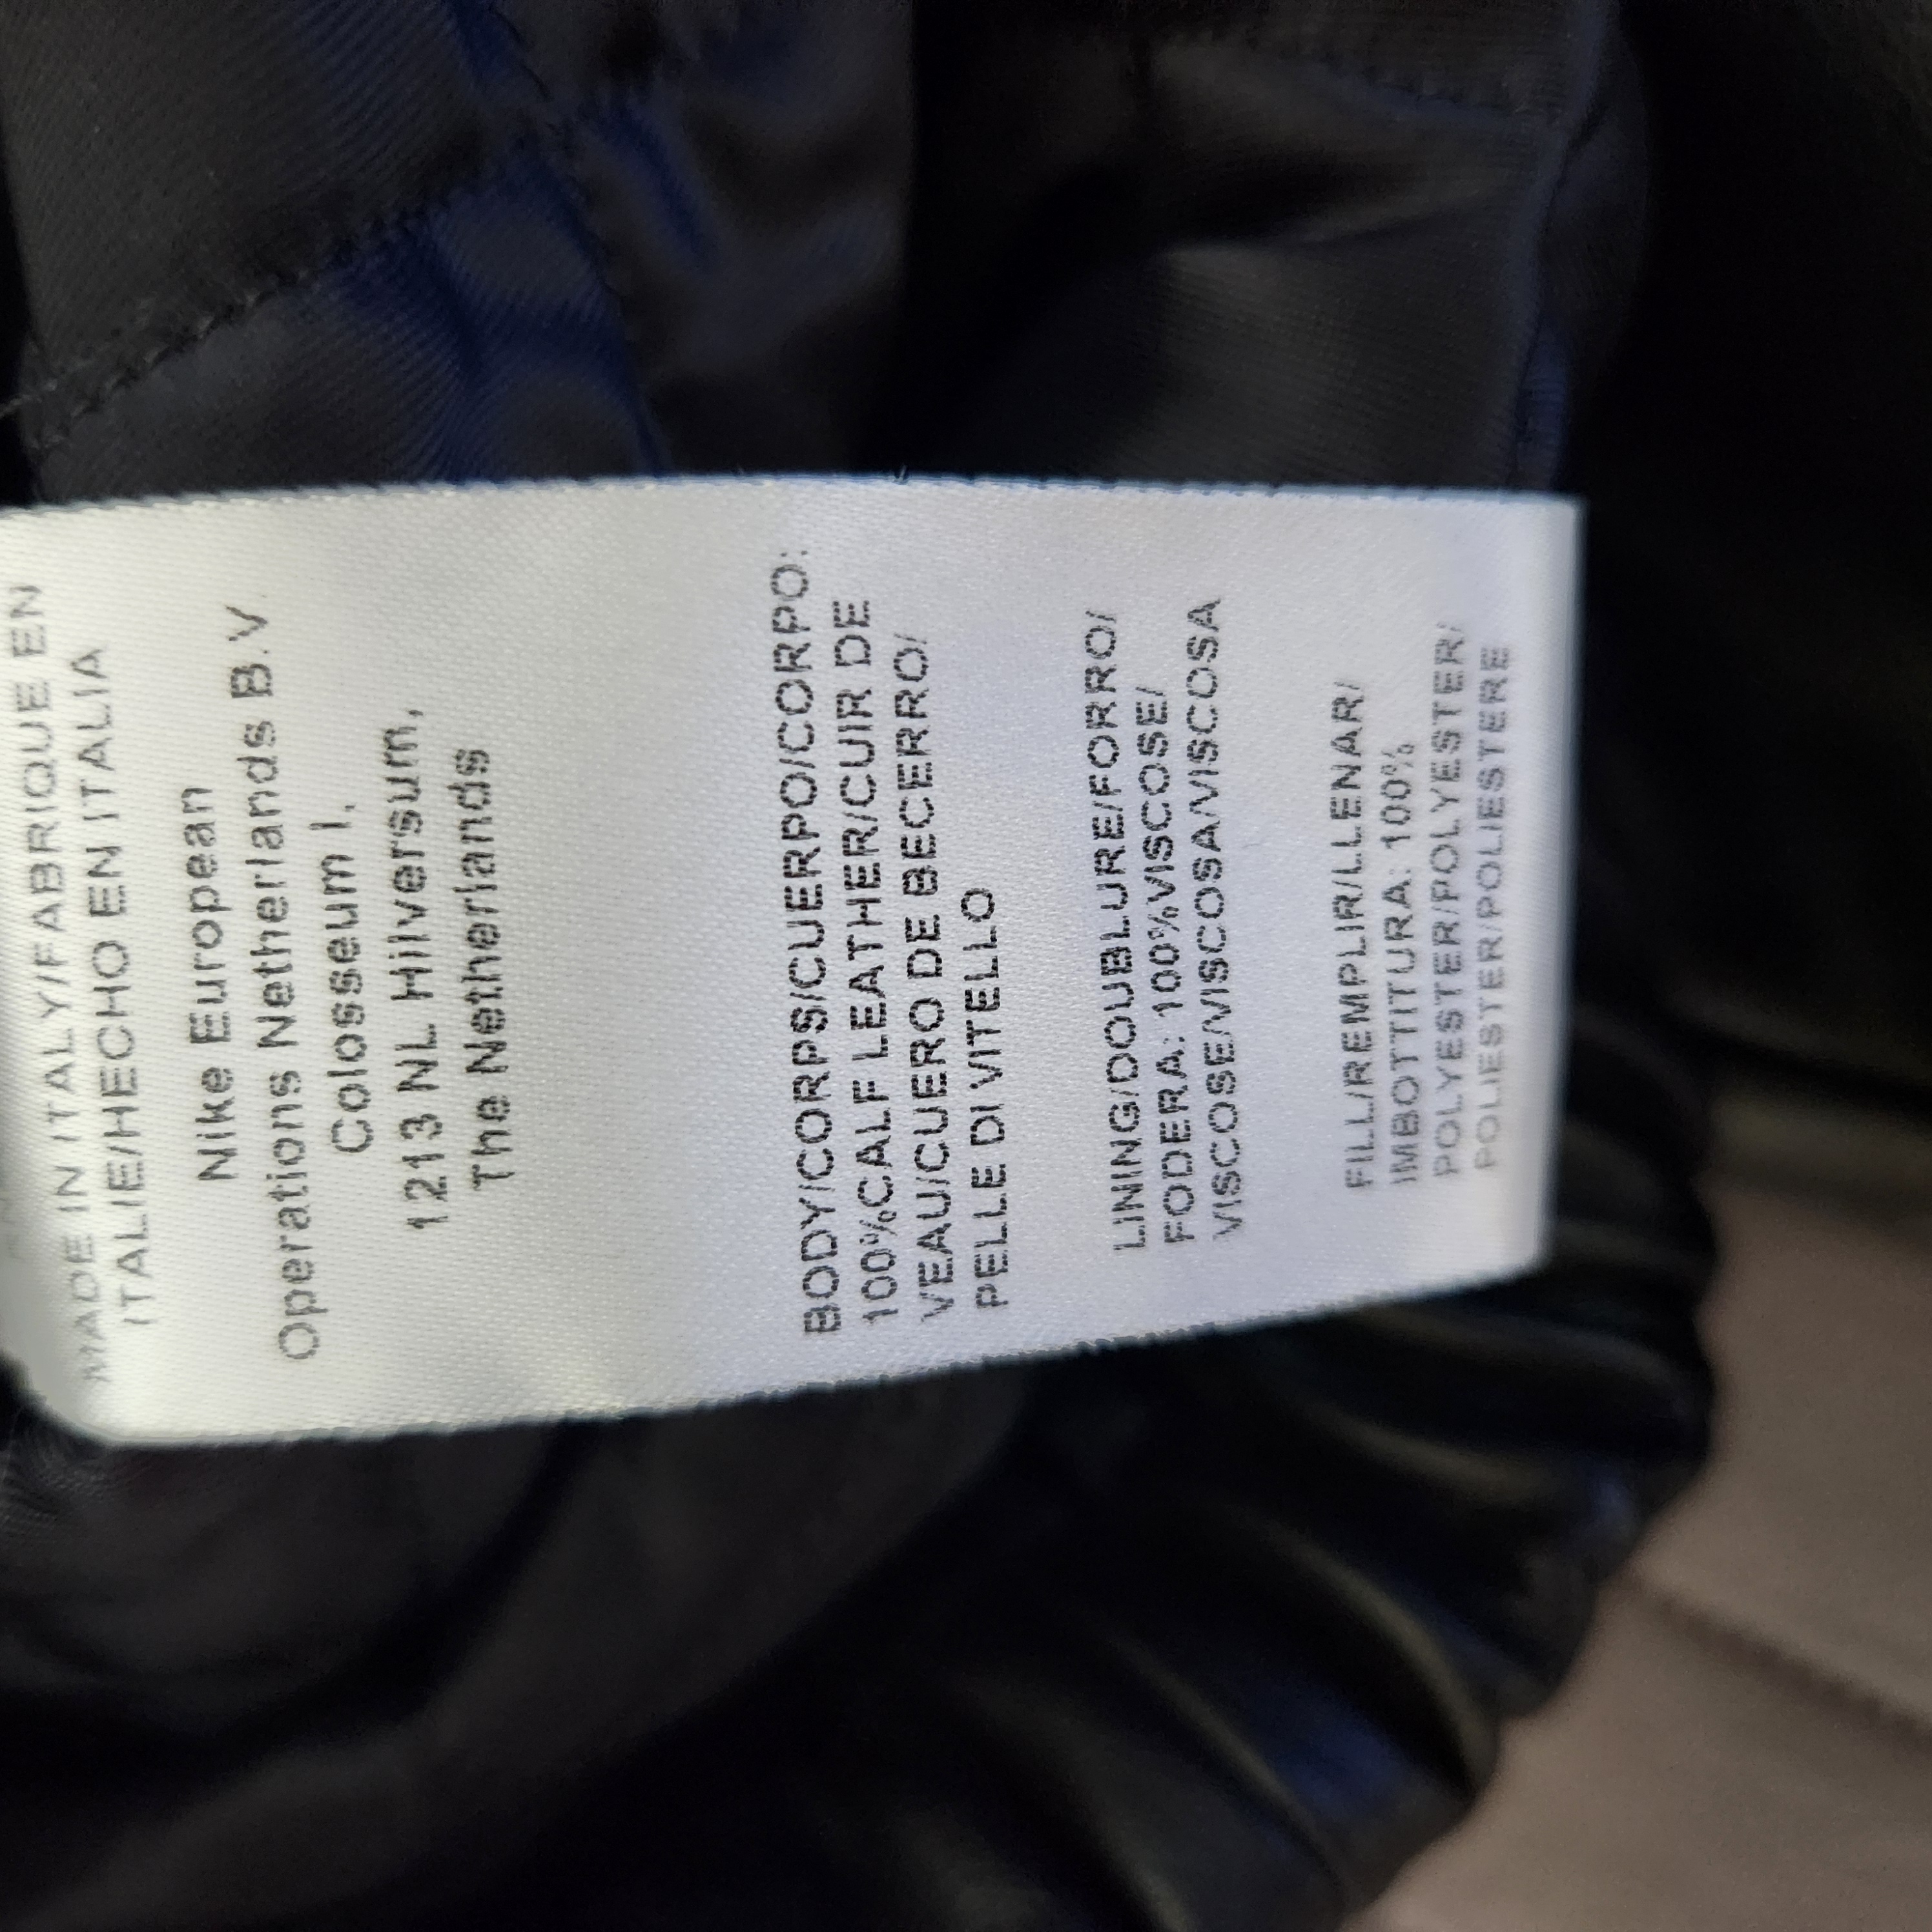 MADE IN ITALY/FABRIQUE EN
ITALIE/HECHO EN ITALIA
Nike European
Operations Netherlands B.V
Colosseum 1,
1213 NL Hilversum,
The Netherlands
BODY/CORPS/CUERPO/CORPO:
100%CALF LEATHER/CUIR DE
VEAU/CUERO DE BECERRO/
PELLE DI VITELLO
LINING/DOUBLURE/FORRO/
FODERA: 100%VISCOSE/
VISCOSE/VISCOSA/VISCOSA
FILL/REMPLIR/LLENAR/
IMBOTTITURA: 100%
POLYESTER/POLYESTER/
POLIESTER/POLIESTERE